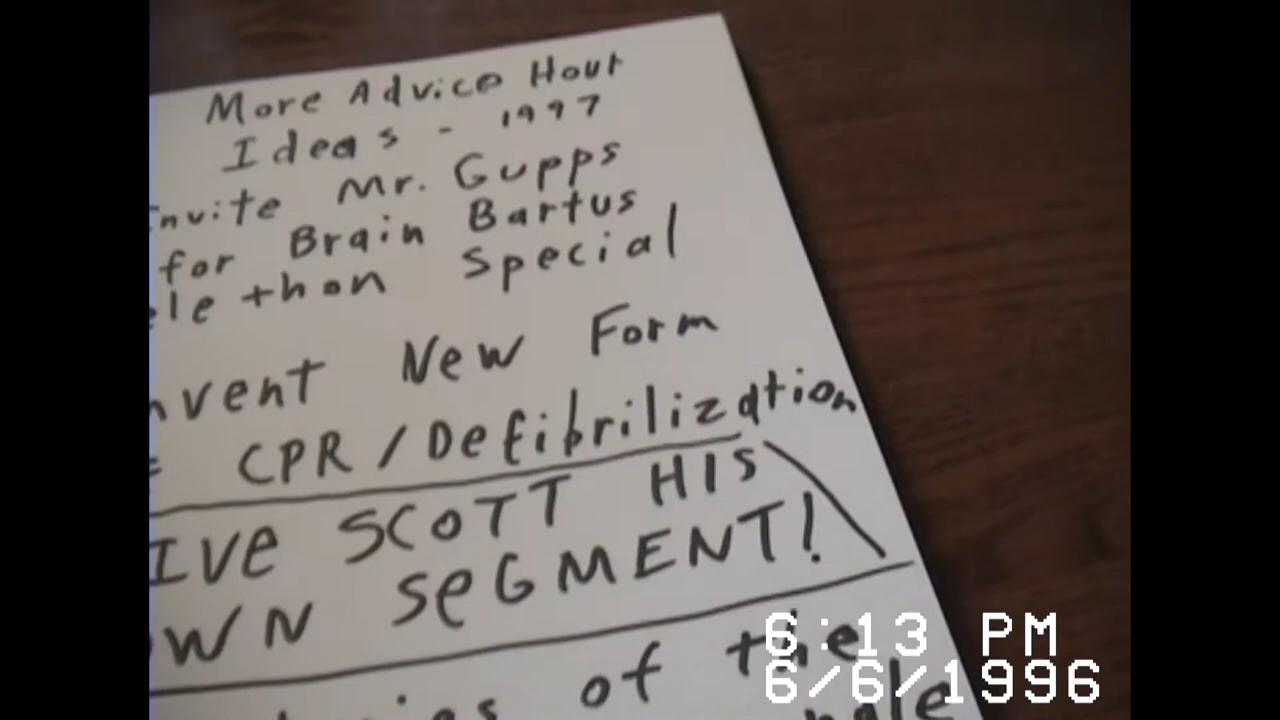 More Advice Hour
Ideas - 1997
nvite Mr. Gupps
for Brain Bartus
ele thon Special
nvent New Form
CPR / Defibrilization
IVE SCOTT HIS
WN SEGMENT!
of the
6:13 PM
6/6/1996